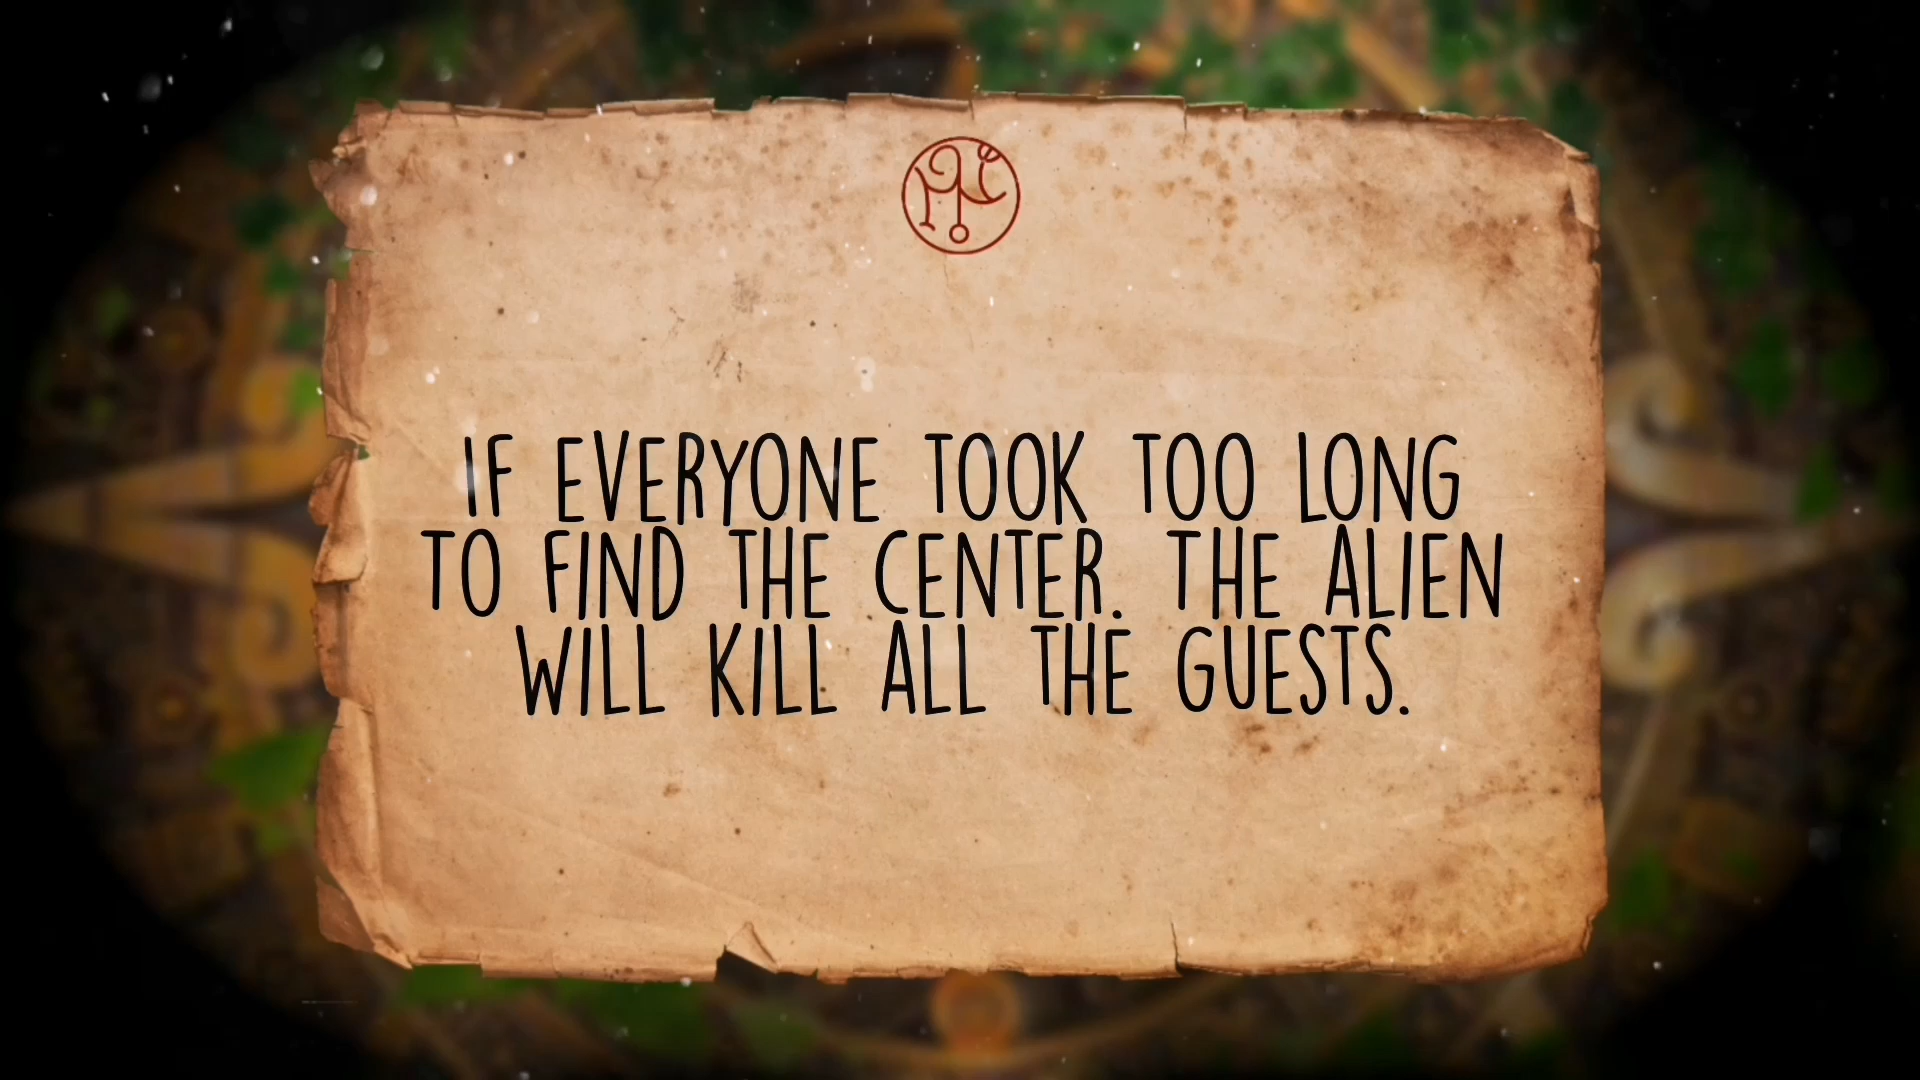 IF EVERYONE TOOK TOO LONG
TO FIND THE CENTER. THE ALIEN
WILL KILL ALL THE GUESTS.